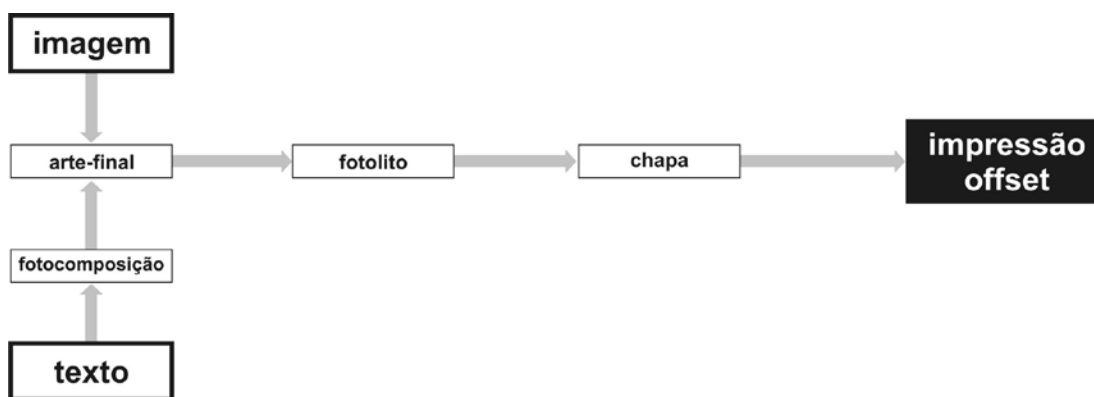 imagem
arte-final
fotolito
chapa
impressão
offset
fotocomposição
texto